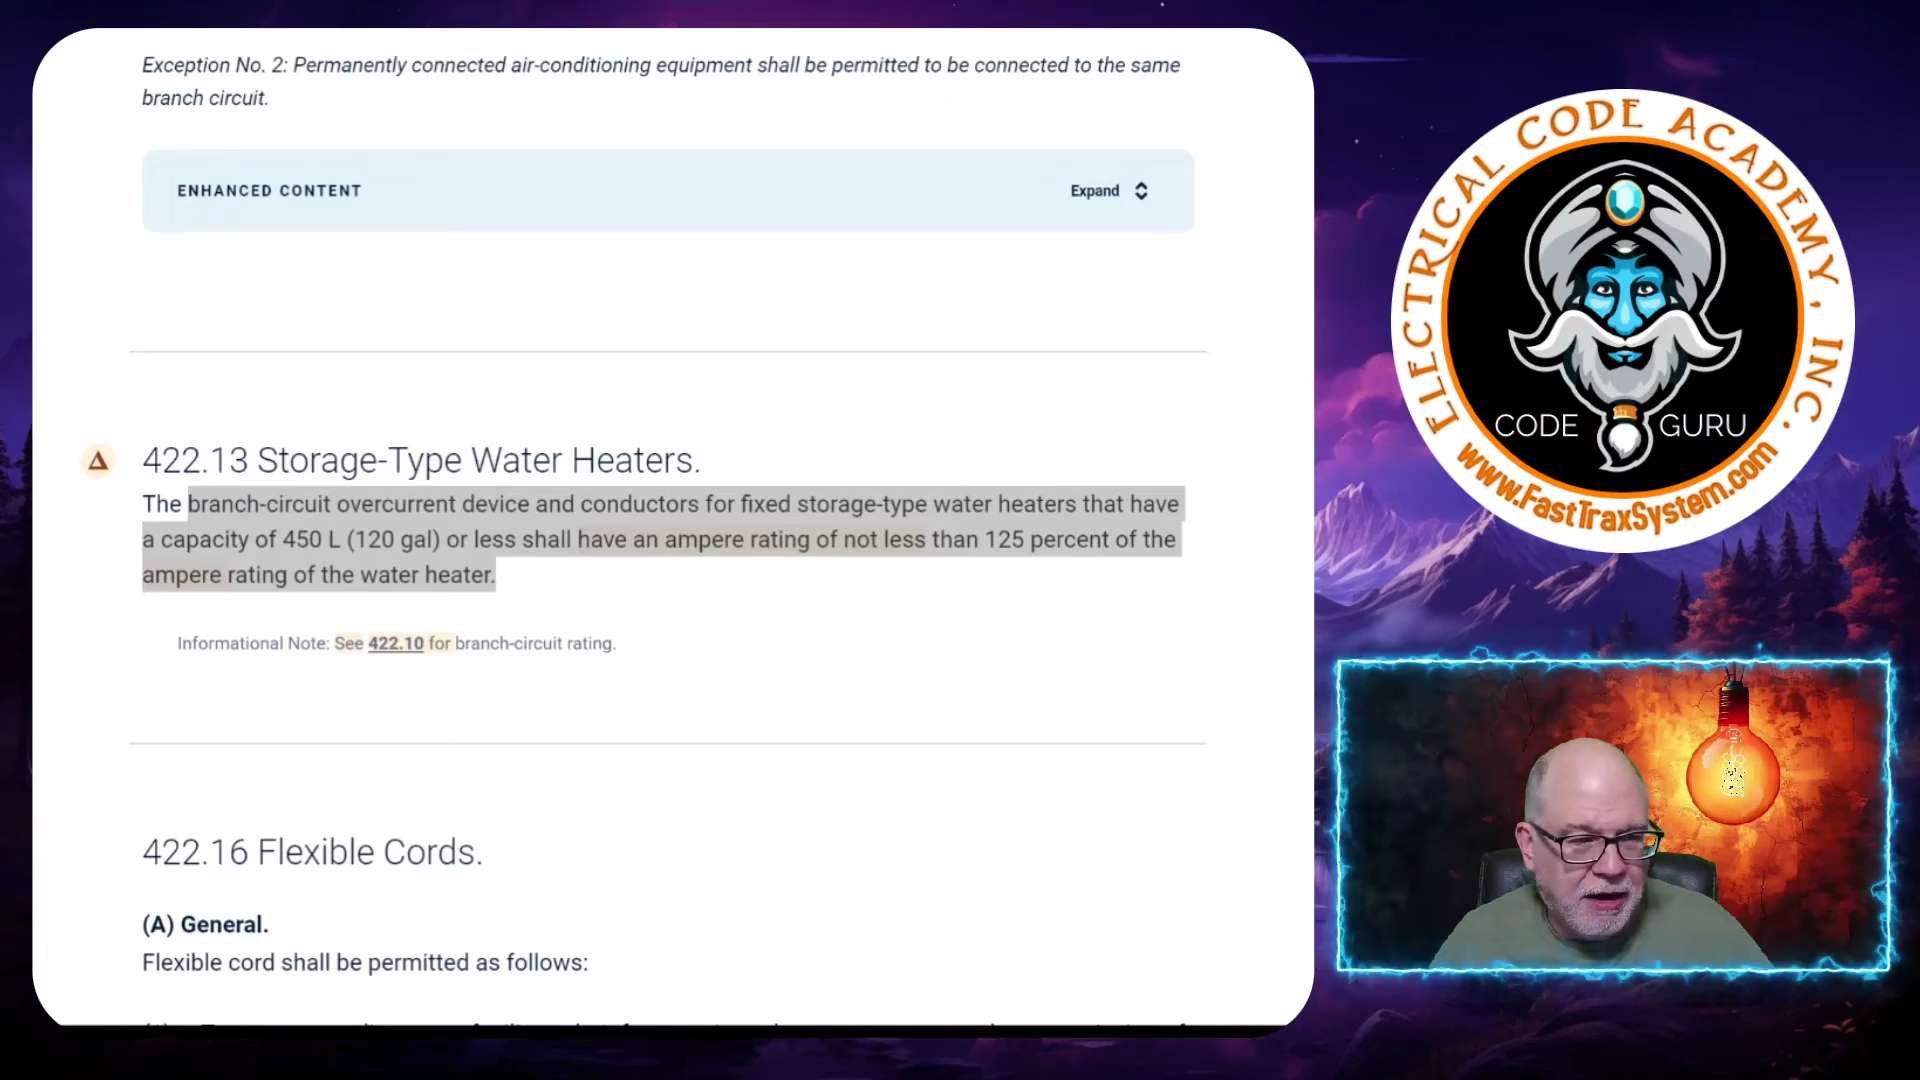 Exception No. 2: Permanently connected air-conditioning equipment shall be permitted to be connected to the same
branch circuit.
ENHANCED CONTENT
Expand
422.13 Storage-Type Water Heaters.
The branch-circuit overcurrent device and conductors for fixed storage-type water heaters that have
a capacity of 450 L (120 gal) or less shall have an ampere rating of not less than 125 percent of the
ampere rating of the water heater.
Informational Note: See 422.10 for branch-circuit rating.
422.16 Flexible Cords.
(A) General.
Flexible cord shall be permitted as follows:
ELECTRICAL CODE ACADEMY, INC.
CODE GURU
www.FastTraxSystem.com